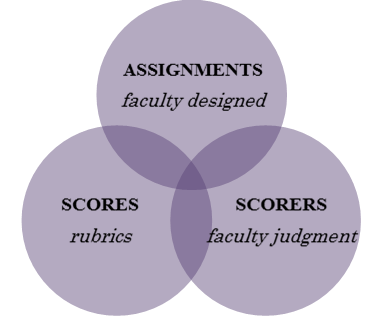 ASSIGNMENTS
faculty designed
SCORES
rubrics
SCORERS
faculty judgment